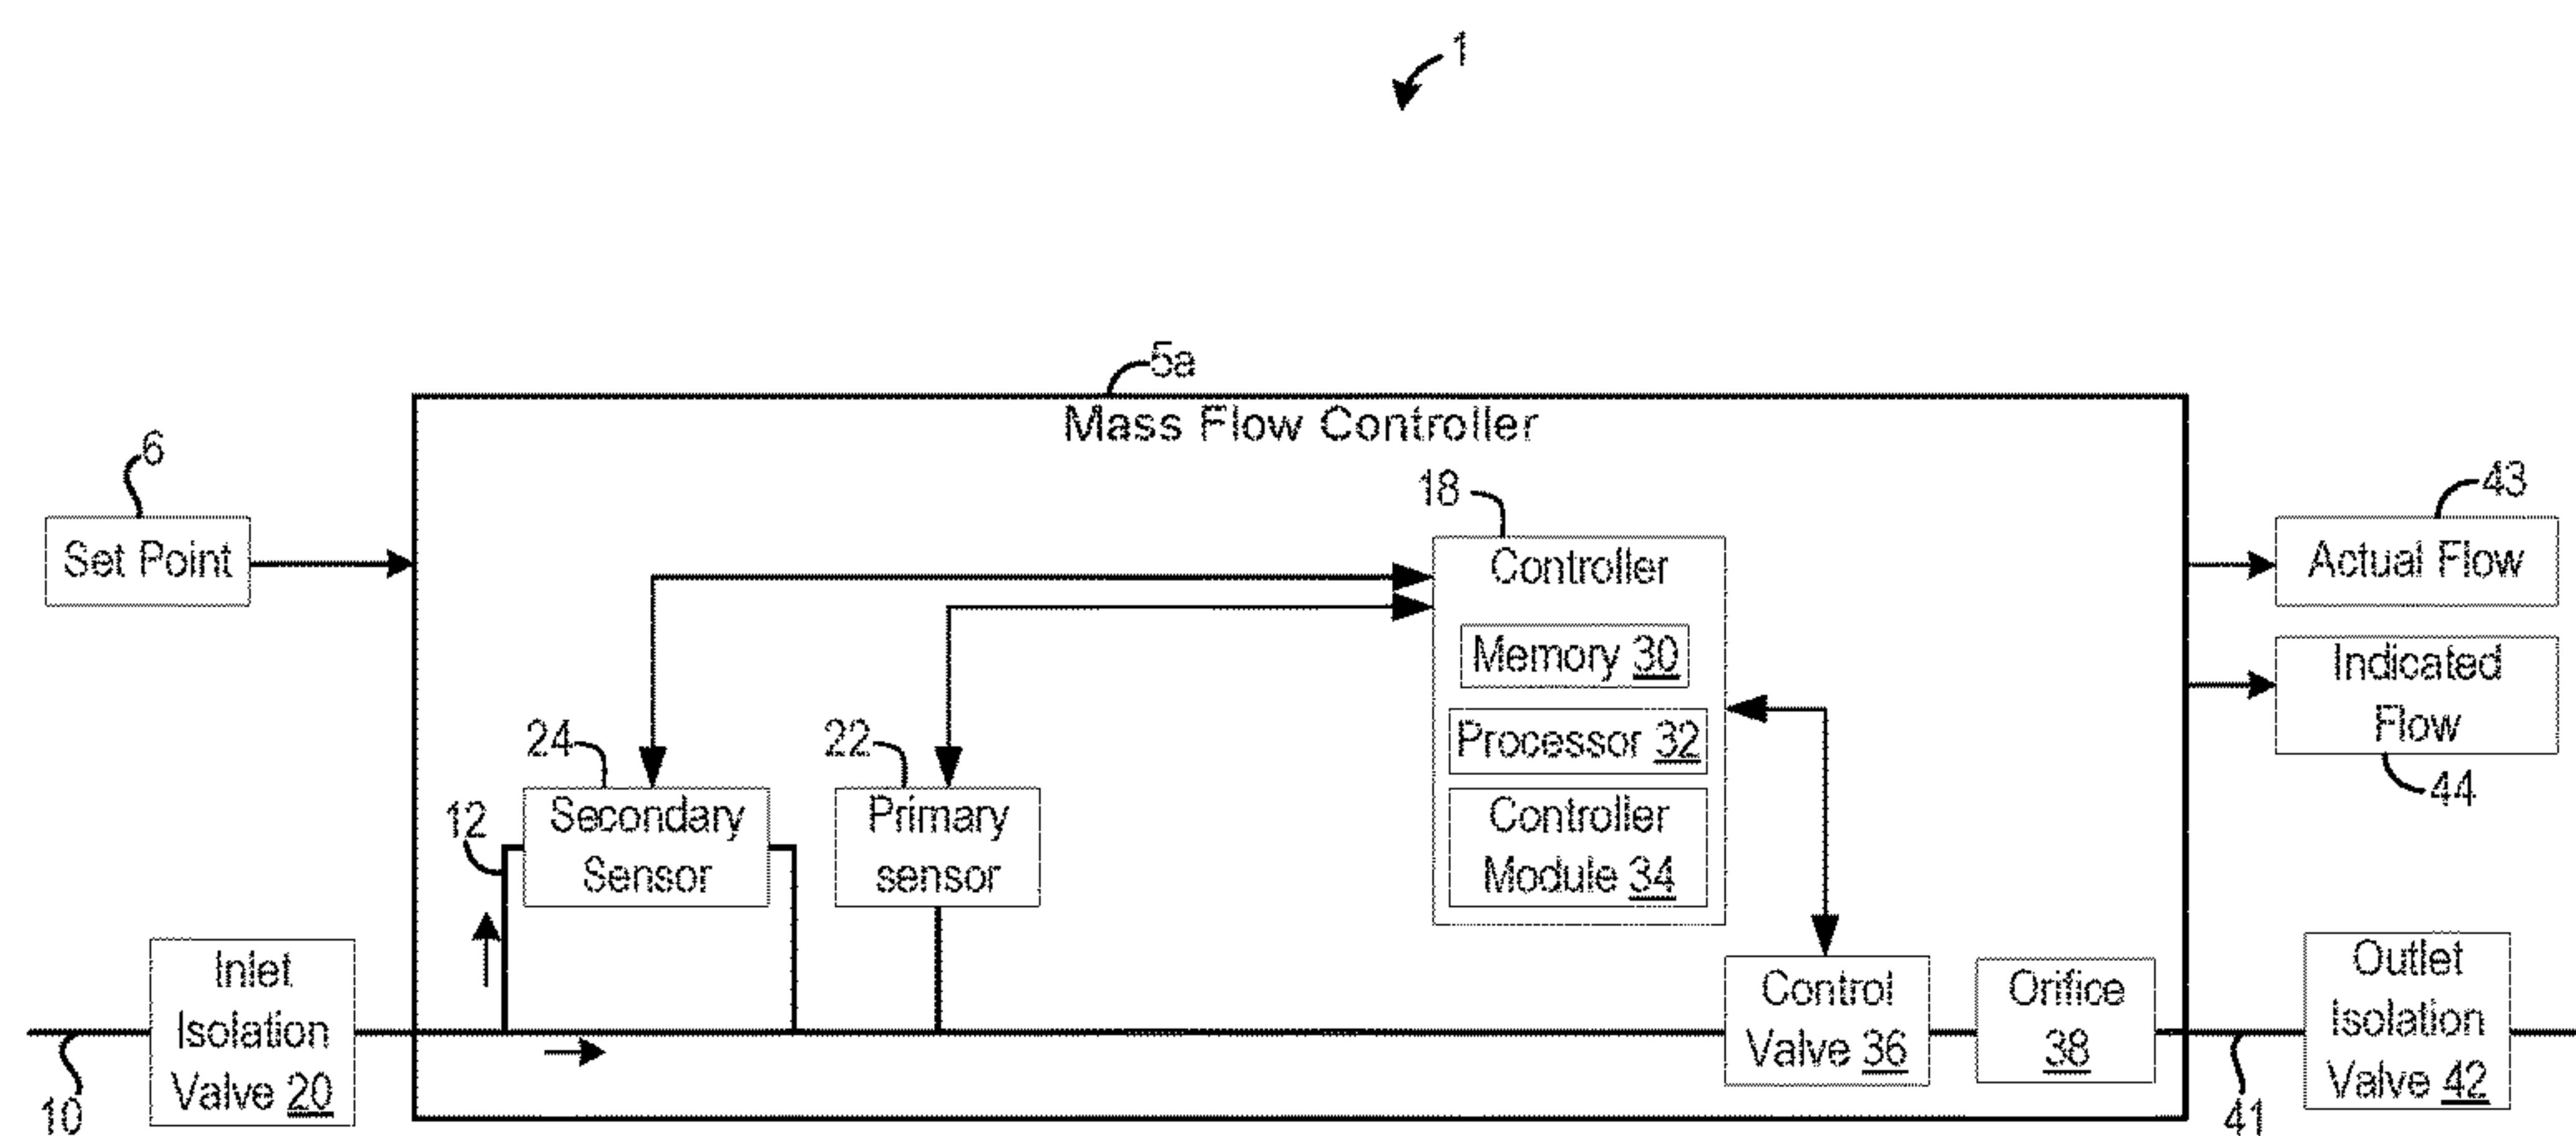 1
5a
Mass Flow Controller
6
Set Point
18
Controller
Memory 30
Processor 32
Controller
Module 34
43
Actual Flow
Indicated
Flow
44
24
Secondary
Sensor
22
Primary
sensor
12
Inlet
Isolation
Valve 20
10
Control
Valve 36
Orifice
38
41
Outlet
Isolation
Valve 42